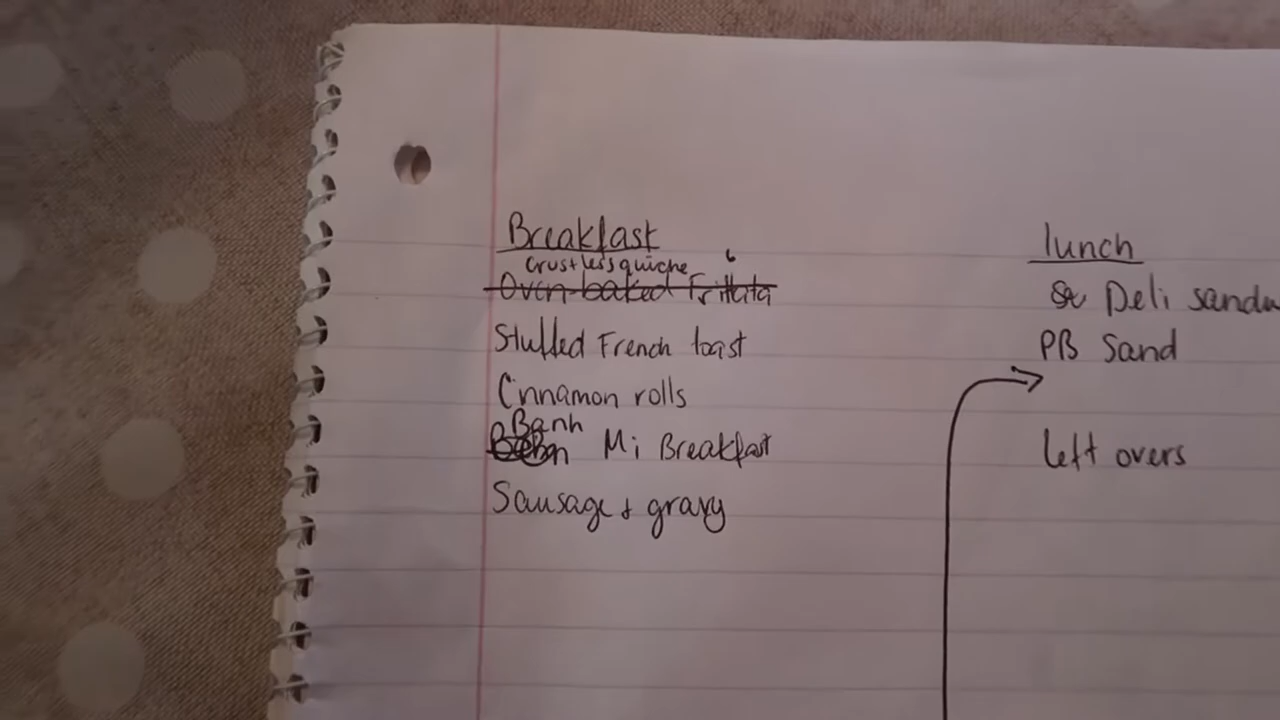 Breakfast
Crustless quiche
Oven-baked Frittata
Stuffed French toast
Cinnamon rolls
Banh
Mi Breakfast
Sausage & gravy
lunch
Deli sandw
PB Sand
left overs